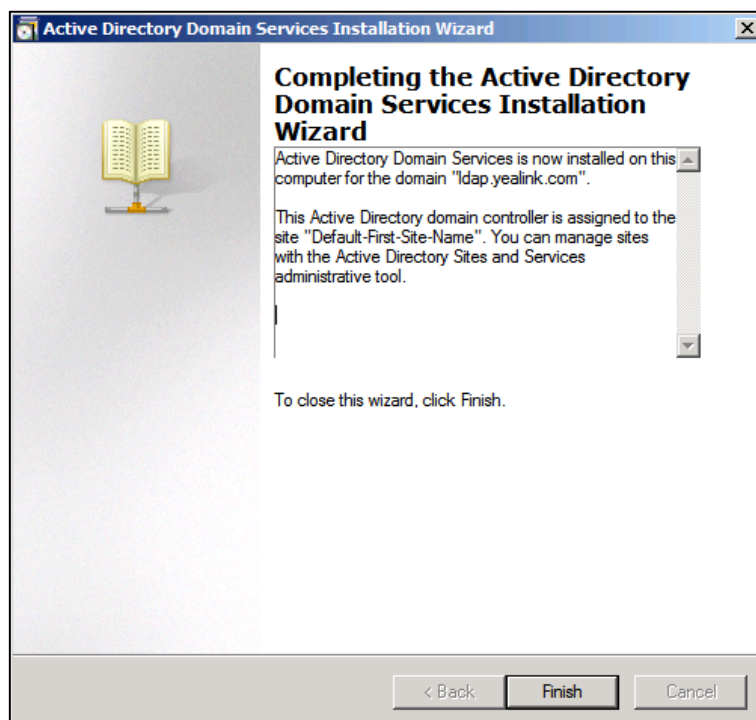 Active Directory Domain Services Installation Wizard
Completing the Active Directory
Domain Services Installation
Wizard
Active Directory Domain Services is now installed on this
computer for the domain "ldap.yealink.com".
This Active Directory domain controller is assigned to the
site "Default-First-Site-Name". You can manage sites
with the Active Directory Sites and Services
administrative tool.
To close this wizard, click Finish.
< Back
Finish
Cancel